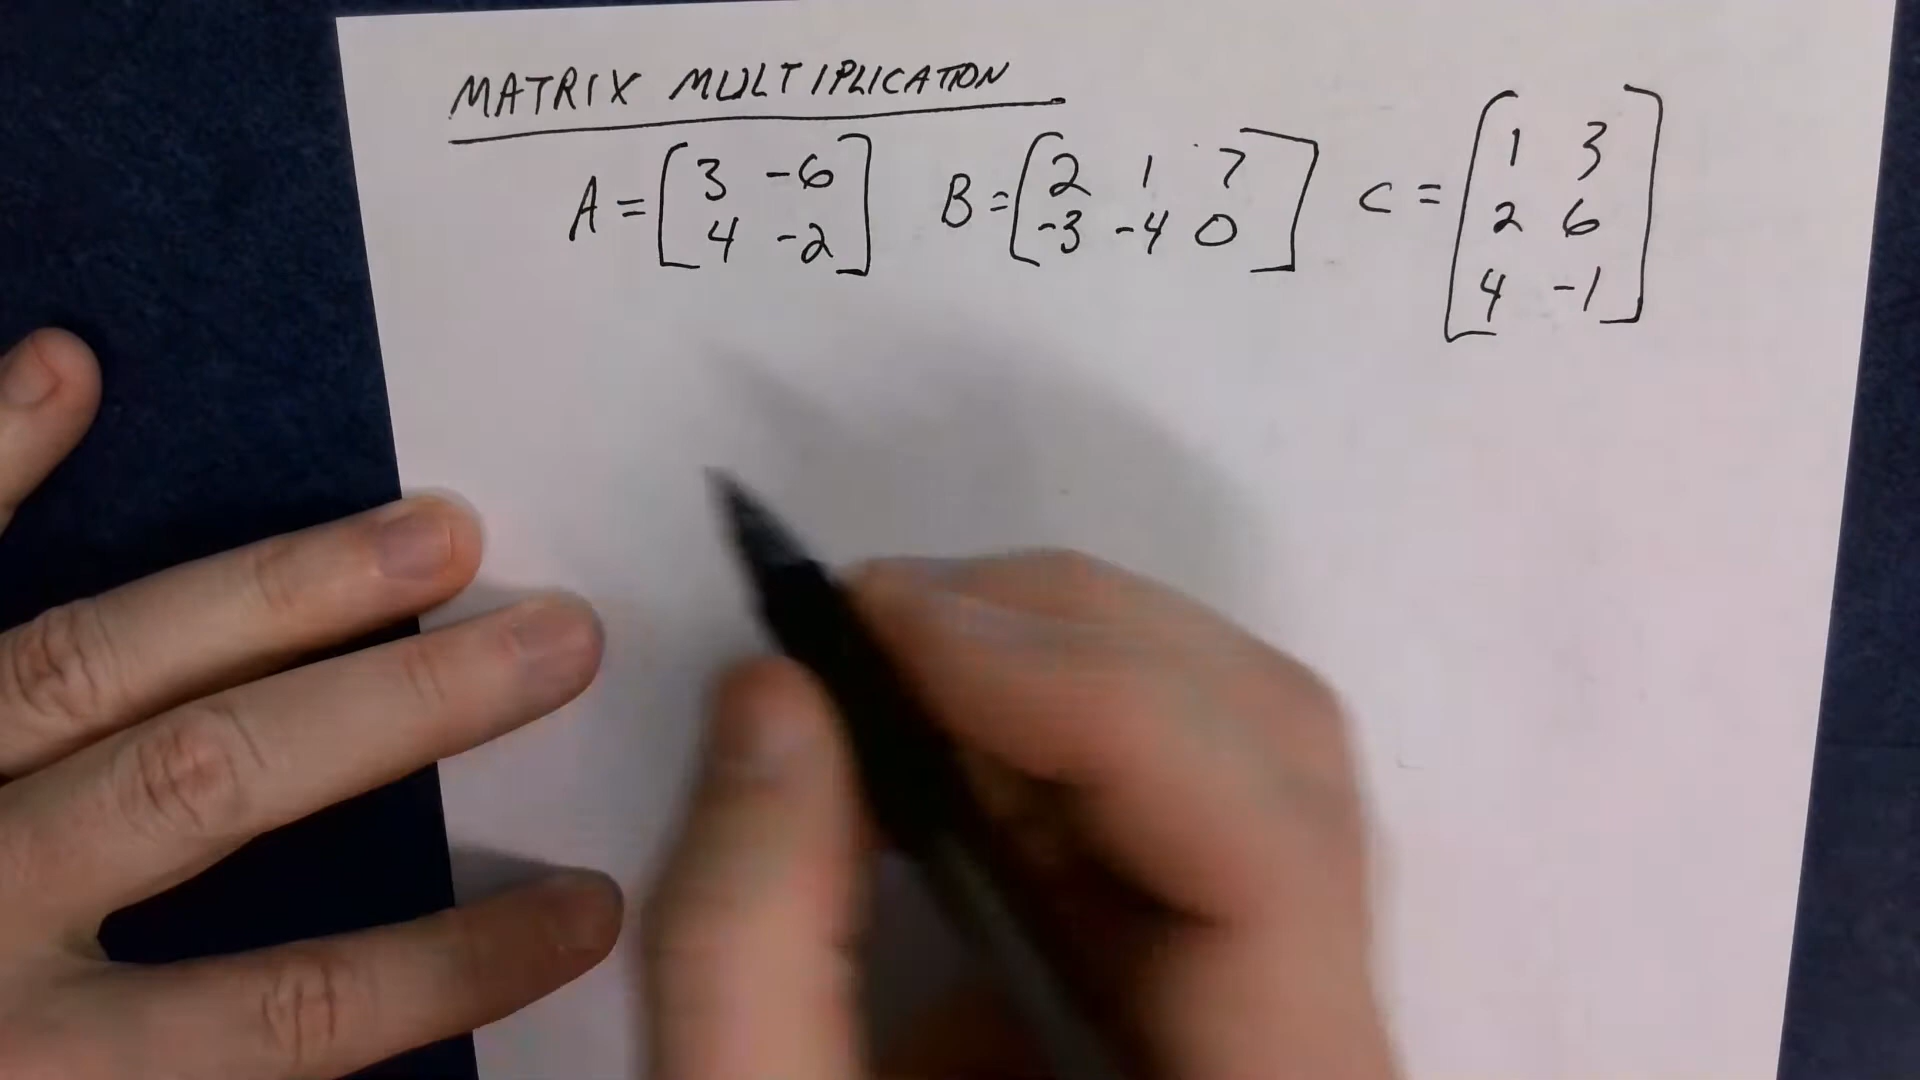 MATRIX MULTIPLICATION
A = [3 -6 B = [2 1 7 C = [1 3
4 -2] -3 -4 0] 2 6
4 -1]